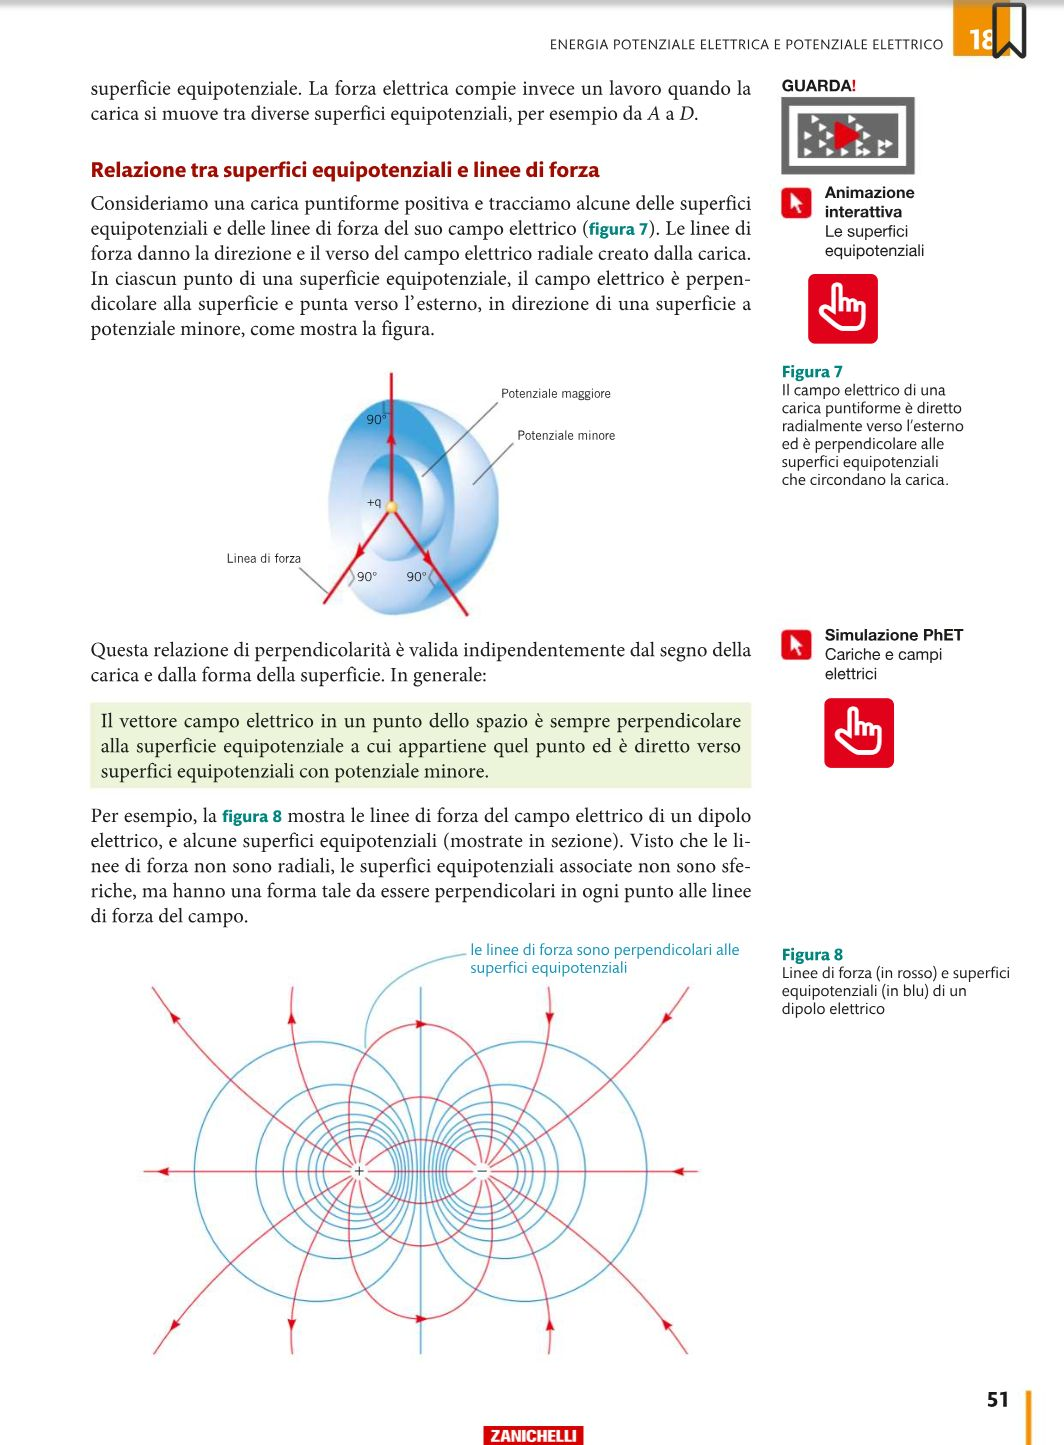 ENERGIA POTENZIALE ELETTRICA E POTENZIALE ELETTRICO
18
superficie equipotenziale. La forza elettrica compie invece un lavoro quando la
carica si muove tra diverse superfici equipotenziali, per esempio da A a D.
Relazione tra superfici equipotenziali e linee di forza
Consideriamo una carica puntiforme positiva e tracciamo alcune delle superfici
equipotenziali e delle linee di forza del suo campo elettrico (figura 7). Le linee di
forza danno la direzione e il verso del campo elettrico radiale creato dalla carica.
In ciascun punto di una superficie equipotenziale, il campo elettrico è perpen-
dicolare alla superficie e punta verso l'esterno, in direzione di una superficie a
potenziale minore, come mostra la figura.
GUARDA!
Animazione
interattiva
Le superfici
equipotenziali
Potenziale maggiore
90°
Potenziale minore
+q
Linea di forza
90°
90°
Figura 7
Il campo elettrico di una
carica puntiforme è diretto
radialmente verso l'esterno
ed è perpendicolare alle
superfici equipotenziali
che circondano la carica.
Questa relazione di perpendicolarità è valida indipendentemente dal segno della
carica e dalla forma della superficie. In generale:
Simulazione PhET
Cariche e campi
elettrici
Il vettore campo elettrico in un punto dello spazio è sempre perpendicolare
alla superficie equipotenziale a cui appartiene quel punto ed è diretto verso
superfici equipotenziali con potenziale minore.
Per esempio, la figura 8 mostra le linee di forza del campo elettrico di un dipolo
elettrico, e alcune superfici equipotenziali (mostrate in sezione). Visto che le li-
nee di forza non sono radiali, le superfici equipotenziali associate non sono sfe-
riche, ma hanno una forma tale da essere perpendicolari in ogni punto alle linee
di forza del campo.
le linee di forza sono perpendicolari alle
superfici equipotenziali
+
−
Figura 8
Linee di forza (in rosso) e superfici
equipotenziali (in blu) di un
dipolo elettrico
51
ZANICHELLI